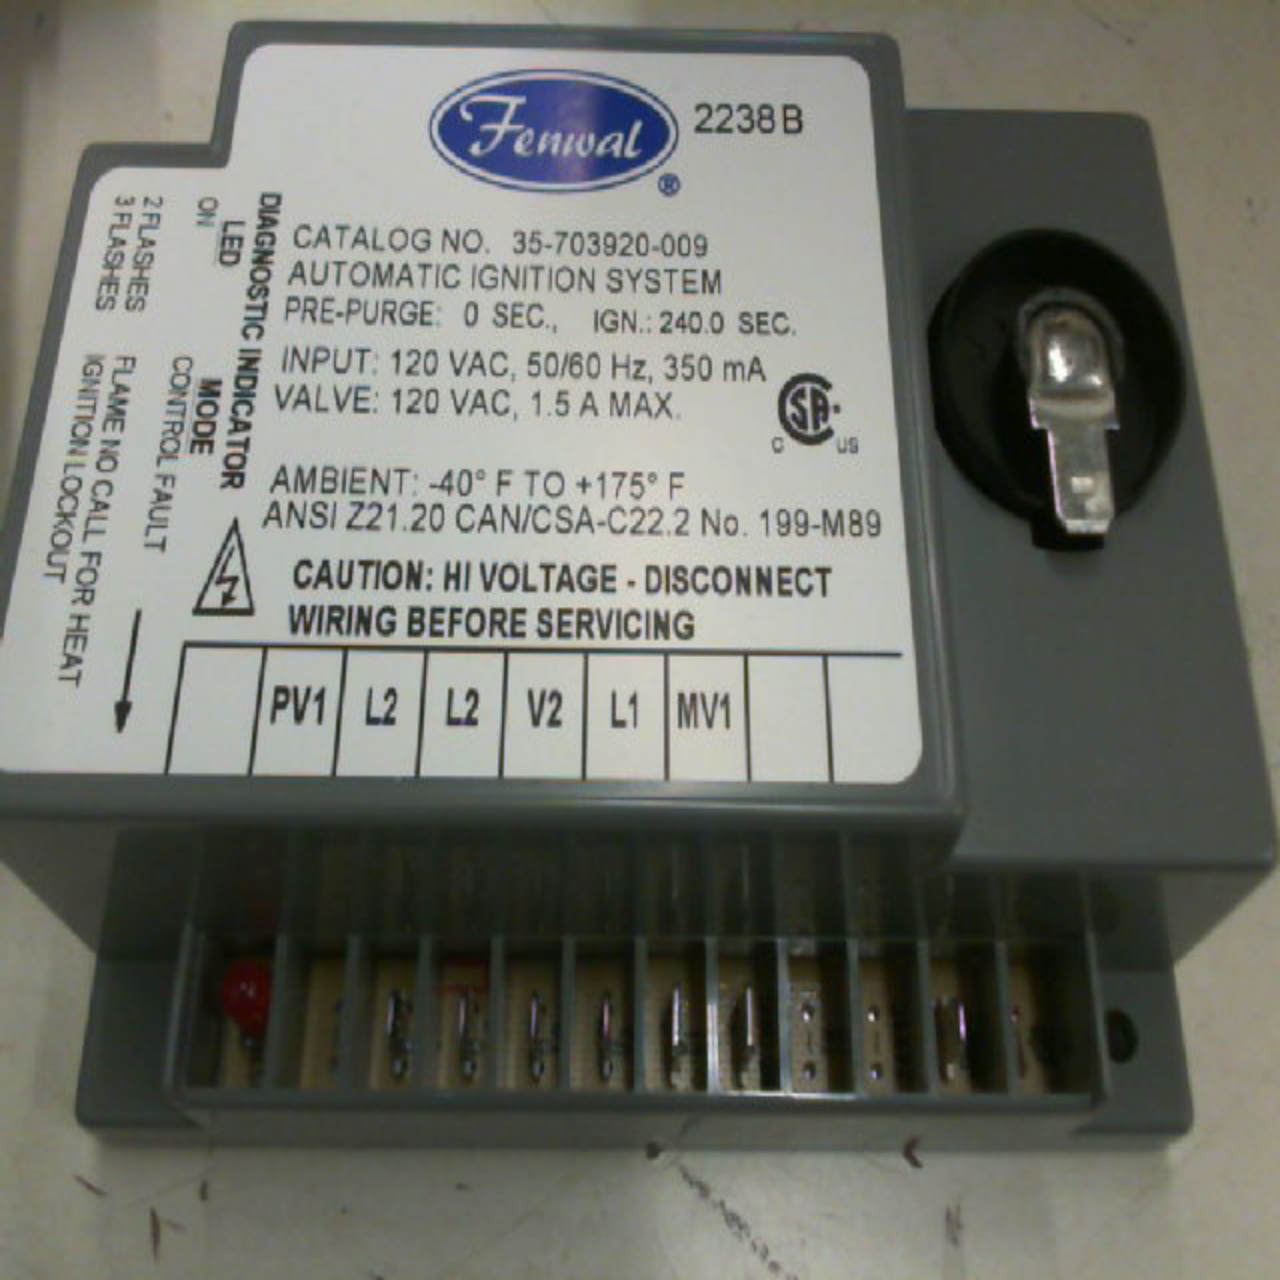 Fenwal
®
2238 B
CATALOG NO. 35-703920-009
AUTOMATIC IGNITION SYSTEM
PRE-PURGE: 0 SEC., IGN.: 240.0 SEC.
INPUT: 120 VAC, 50/60 Hz, 350 mA
VALVE: 120 VAC, 1.5 A MAX.
C SA US
AMBIENT: -40° F TO +175° F
ANSI Z21.20 CAN/CSA-C22.2 No. 199-M89
CAUTION: HI VOLTAGE - DISCONNECT
WIRING BEFORE SERVICING
DIAGNOSTIC INDICATOR
LED MODE
ON CONTROL FAULT
2 FLASHES FLAME NO CALL FOR HEAT
3 FLASHES IGNITION LOCKOUT
PV1 L2 L2 V2 L1 MV1